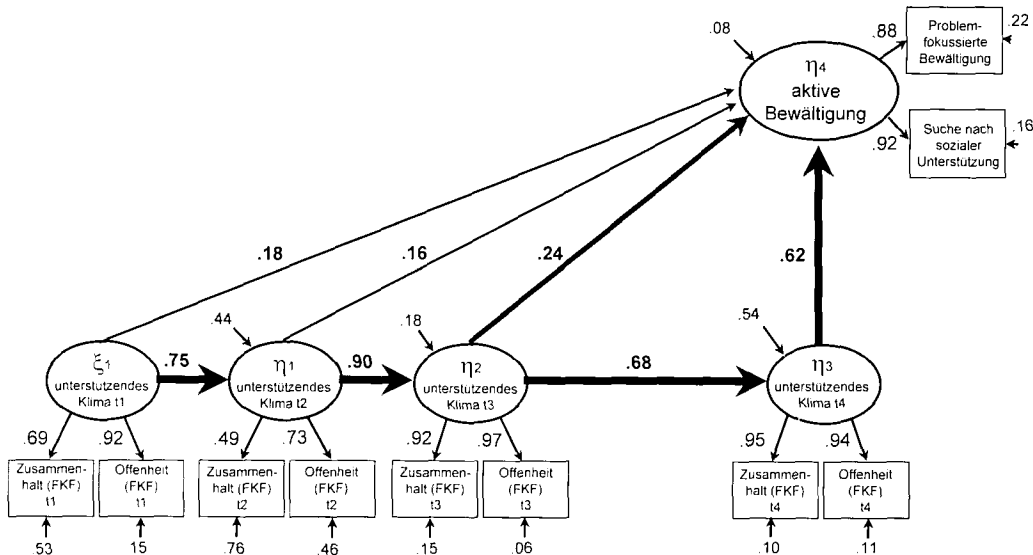 .08
η4
aktive
Bewältigung
.88
Problem-
fokussierte
Bewältigung
.22
.92
Suche nach
sozialer
Unterstützung
.16
.18
.16
.24
.62
ξ1
unterstützendes
Klima t1
.75
.44
η1
unterstützendes
Klima t2
.90
.18
η2
unterstützendes
Klima t3
.68
.54
η3
unterstützendes
Klima t4
.69
.92
.49
.73
.92
.97
.95
.94
Zusammen-
halt (FKF)
t1
Offenheit
(FKF)
t1
Zusammen-
halt (FKF)
t2
Offenheit
(FKF)
t2
Zusammen-
halt (FKF)
t3
Offenheit
(FKF)
t3
Zusammen-
halt (FKF)
t4
Offenheit
(FKF)
t4
.53
.15
.76
.46
.15
.06
.10
.11